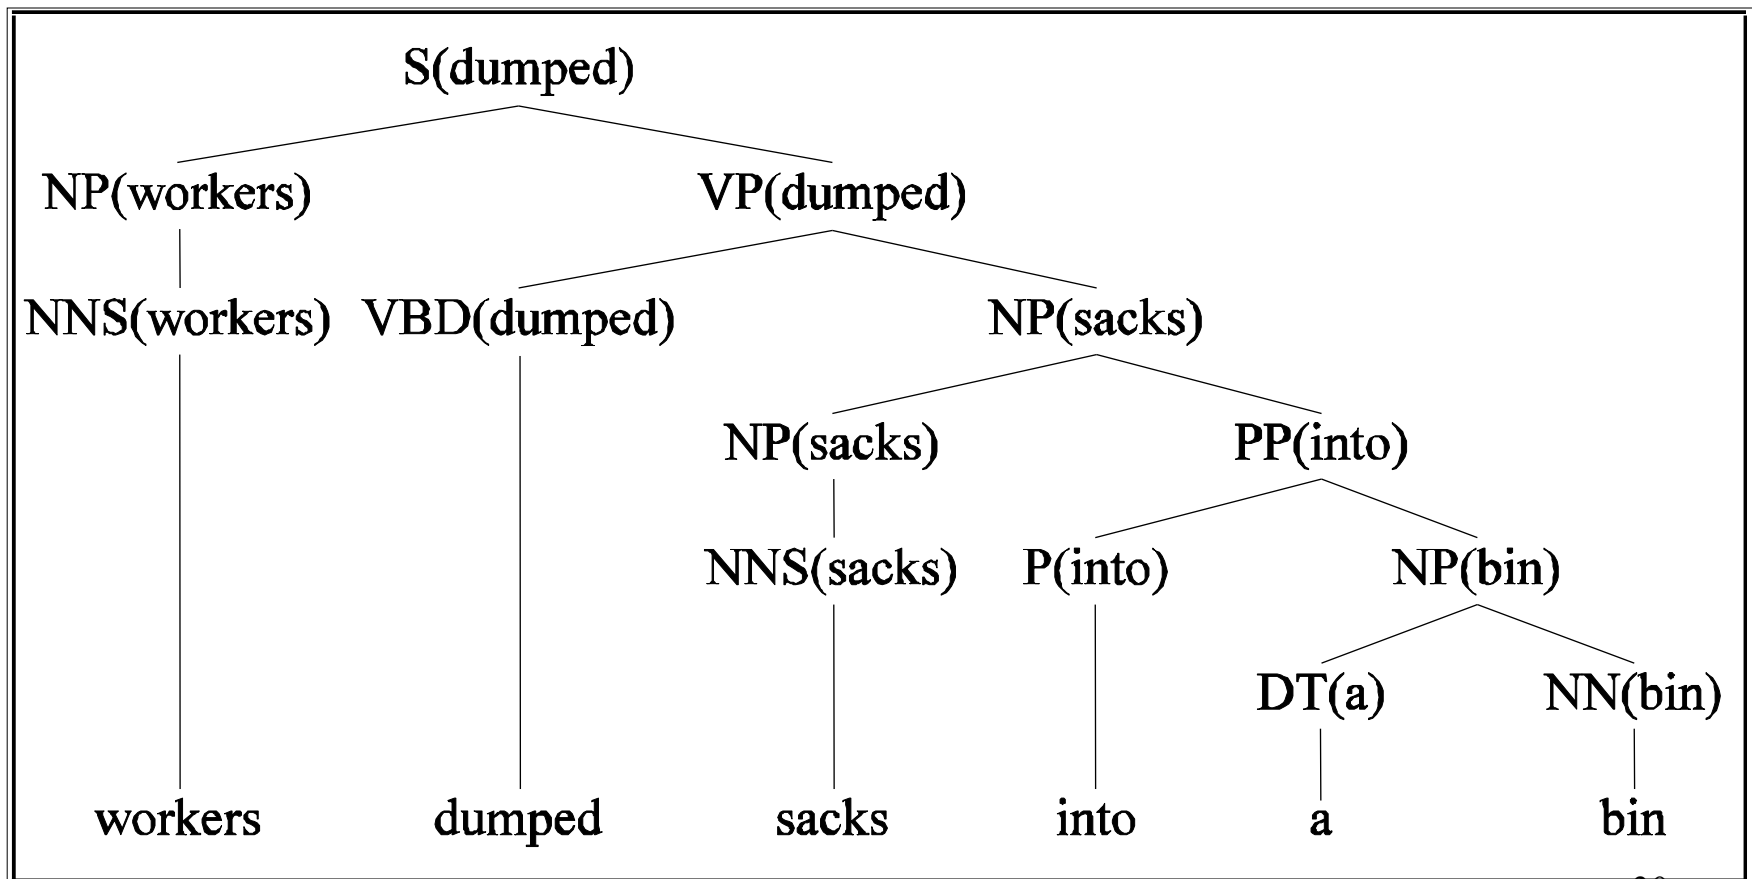 S(dumped)
NP(workers) VP(dumped)
NNS(workers) VBD(dumped) NP(sacks)
NP(sacks) PP(into)
NNS(sacks) P(into) NP(bin)
DT(a) NN(bin)
workers dumped sacks into a bin